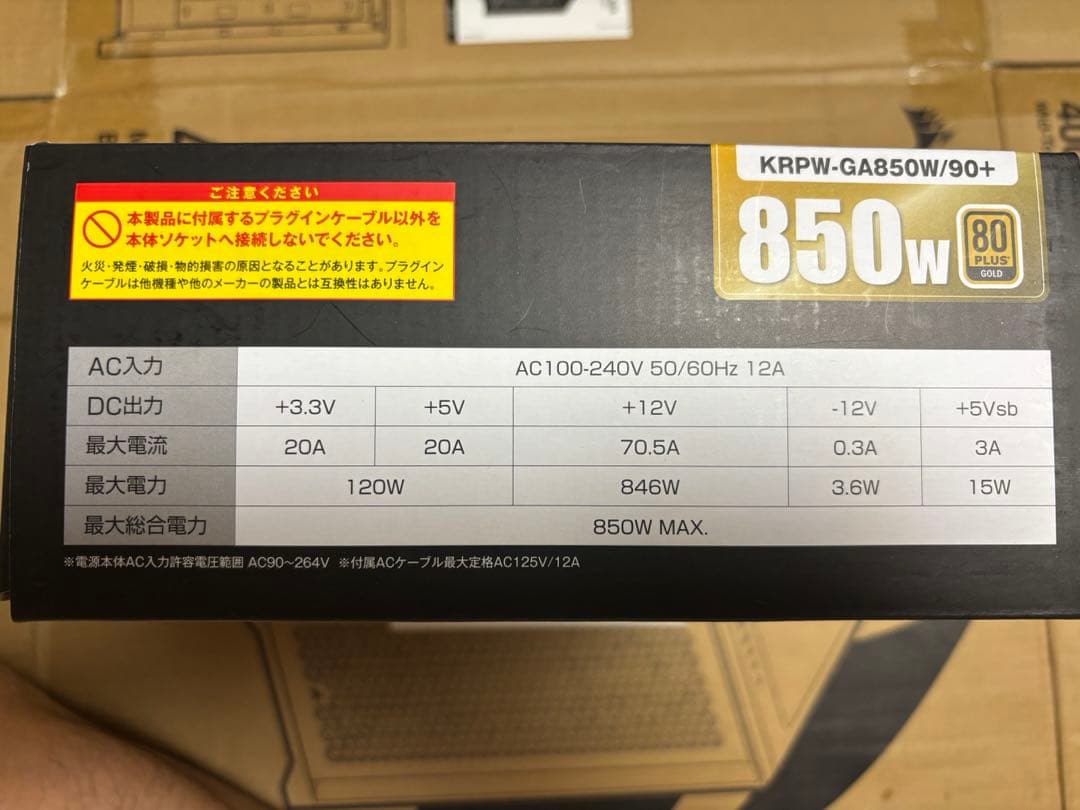 ご注意ください
本製品に付属するプラグインケーブル以外を
本体ソケットへ接続しないでください。
火災・発煙・破損・物的損害の原因となることがあります。プラグイン
ケーブルは他機種や他のメーカーの製品とは互換性はありません。
KRPW-GA850W/90+
850W
80
PLUS
GOLD
AC入力 AC100-240V 50/60Hz 12A
DC出力 +3.3V +5V +12V -12V +5Vsb
最大電流 20A 20A 70.5A 0.3A 3A
最大電力 120W 846W 3.6W 15W
最大総合電力 850W MAX.
※電源本体AC入力許容電圧範囲 AC90～264V ※付属ACケーブル最大定格AC125V/12A